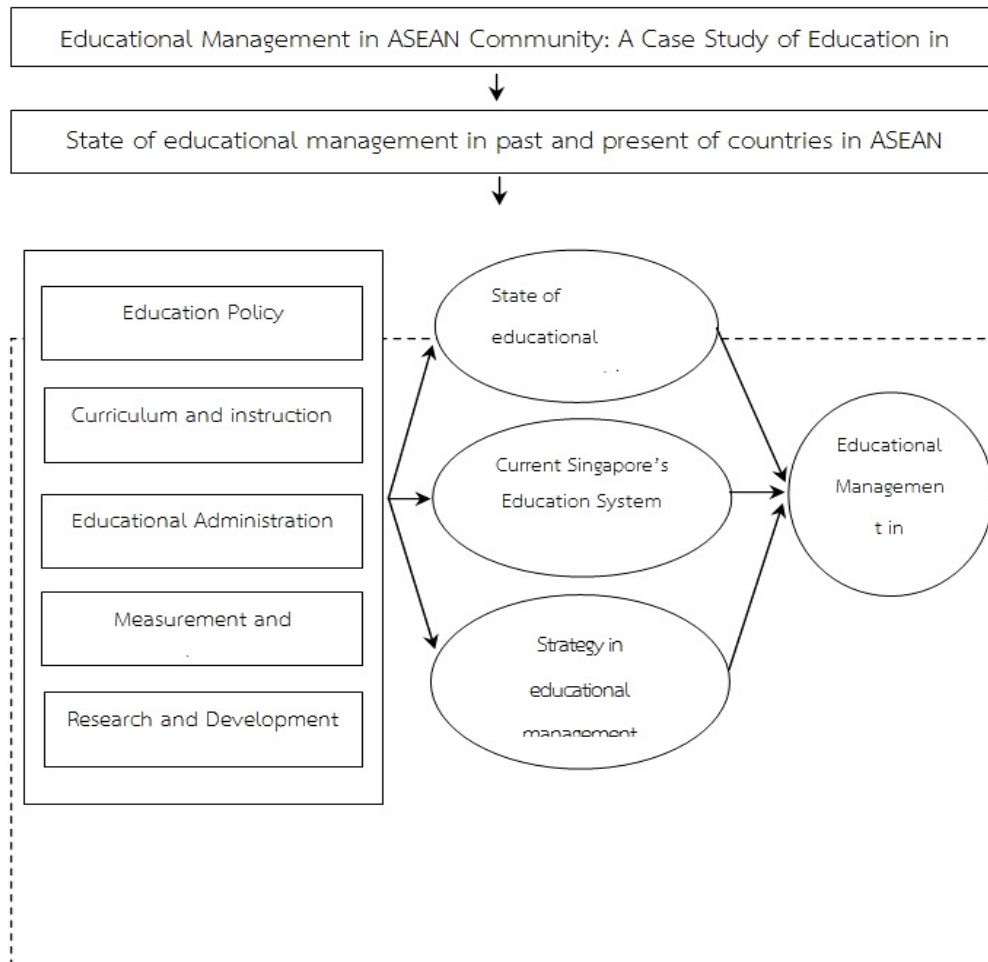 Educational Management in ASEAN Community: A Case Study of Education in
State of educational management in past and present of countries in ASEAN
Education Policy
Curriculum and instruction
Educational Administration
Measurement and
Research and Development
State of
educational
Current Singapore's
Education System
Strategy in
educational
management
Educational
Managemen
t in